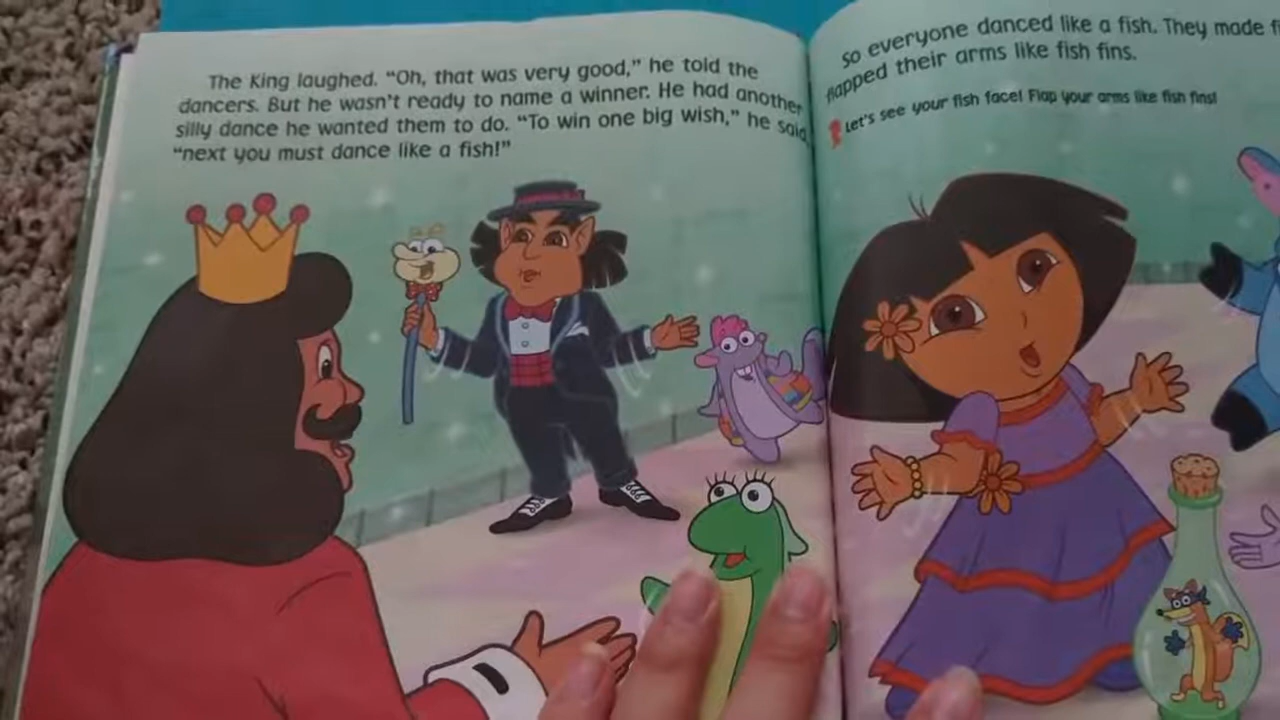 The King laughed. “Oh, that was very good,” he told the
dancers. But he wasn’t ready to name a winner. He had another
silly dance he wanted them to do. “To win one big wish,” he said,
“next you must dance like a fish!”
So everyone danced like a fish. They made
flapped their arms like fish fins.
Let’s see your fish face! Flap your arms like fish fins!